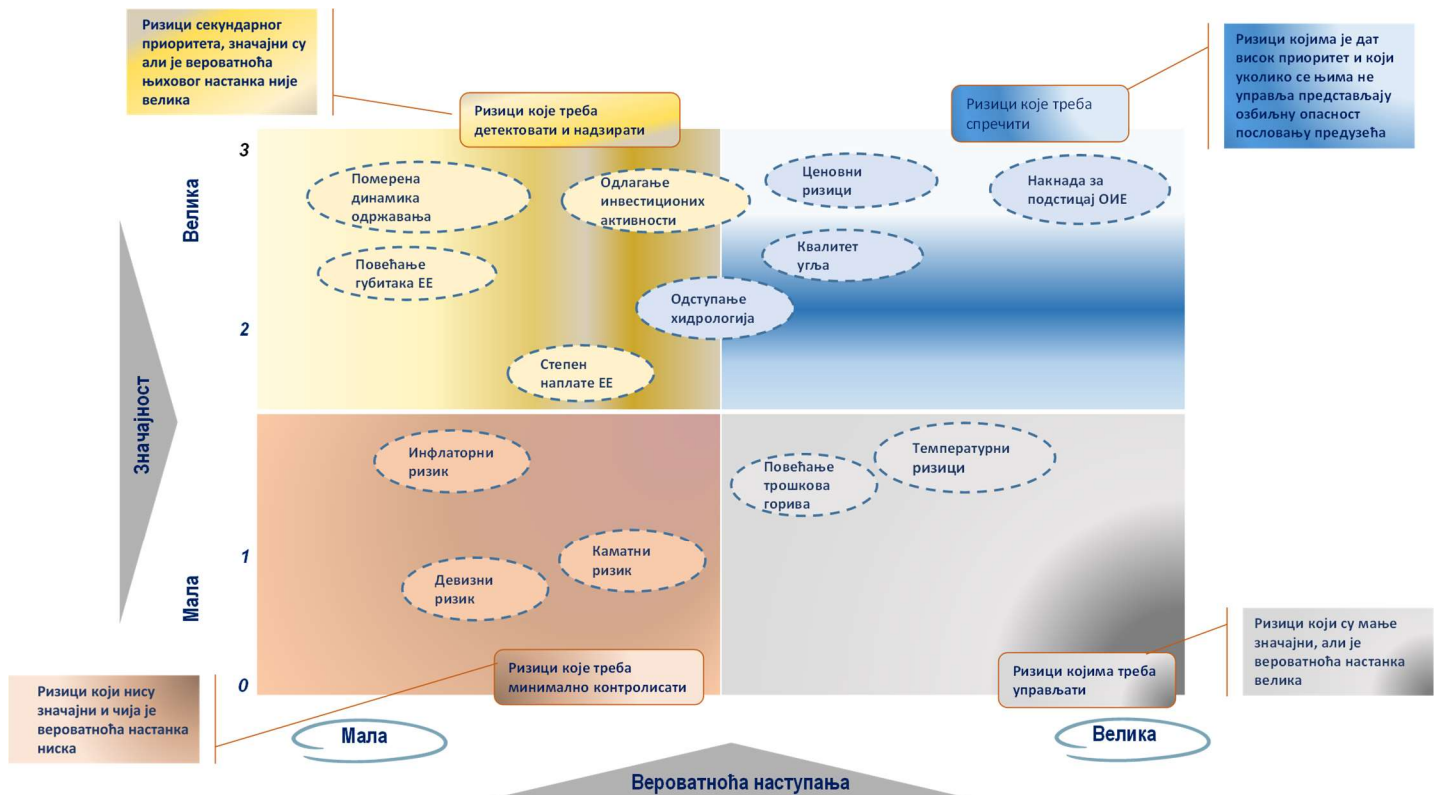 Ризици секундарног
приоритета, значајни су
али је вероватноћа
њиховог настанка није
велика
Ризици које треба
детектовати и надзирати
Ризици које треба
спречити
Ризици којима је дат
висок приоритет и који
уколико се њима не
управља представљају
озбиљну опасност
пословању предузећа
3
Велика
Померена
динамика
одржавања
Одлагање
инвестиционих
активности
Ценовни
ризици
Накнада за
подстицај ОИЕ
Повећање
губитака ЕЕ
Квалитет
угља
Одступање
хидрологија
2
Степен
наплате ЕЕ
Значајност
Инфлаторни
ризик
Повећање
трошкова
горива
Температурни
ризици
1
Мала
Девизни
ризик
Каматни
ризик
0
Ризици које треба
минимално контролисати
Ризици којима треба
управљати
Ризици који су мање
значајни, али је
вероватноћа настанка
велика
Ризици који нису
значајни и чија је
вероватноћа настанка
ниска
Мала
Велика
Вероватноћа наступања